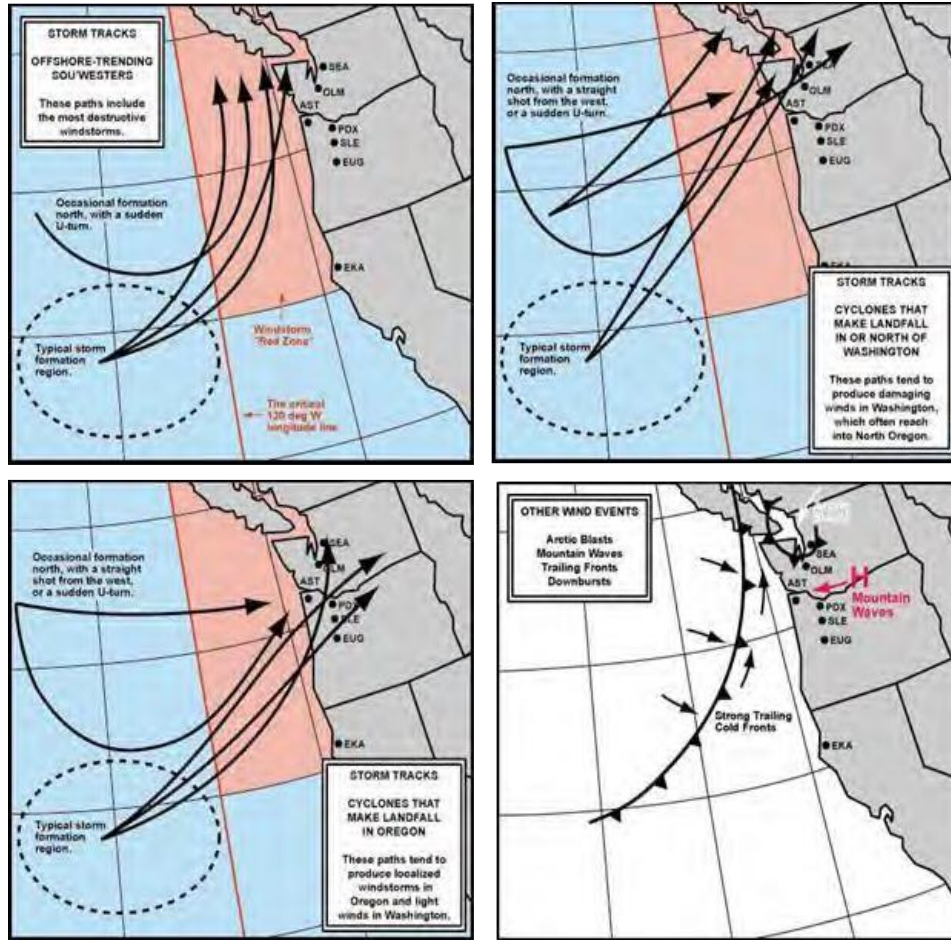 STORM TRACKS
OFFSHORE-TRENDING
SOU'WESTERS
These paths include
the most destructive
windstorms.
SEA
OLM
AST
PDX
SLE
EUG
Occasional formation
north, with a sudden
U-turn.
EKA
Windstorm
"Red Zone"
Typical storm
formation
region.
The critical
130 deg W
longitude line
Occasional formation
north, with a straight
shot from the west,
or a sudden U-turn.
SEA
OLM
AST
PDX
SLE
EUG
EKA
Typical storm
formation
region.
STORM TRACKS
CYCLONES THAT
MAKE LANDFALL
IN OR NORTH OF
WASHINGTON
These paths tend to
produce damaging
winds in Washington,
which often reach
into North Oregon.
Occasional formation
north, with a straight
shot from the west,
or a sudden U-turn.
SEA
OLM
AST
PDX
SLE
EUG
EKA
Typical storm
formation
region.
STORM TRACKS
CYCLONES THAT
MAKE LANDFALL
IN OREGON
These paths tend to
produce localized
windstorms in
Oregon and light
winds in Washington.
OTHER WIND EVENTS
Arctic Blasts
Mountain Waves
Trailing Fronts
Downbursts
SEA
OLM
AST
H
Mountain
Waves
PDX
SLE
EUG
Strong Trailing
Cold Fronts
EKA